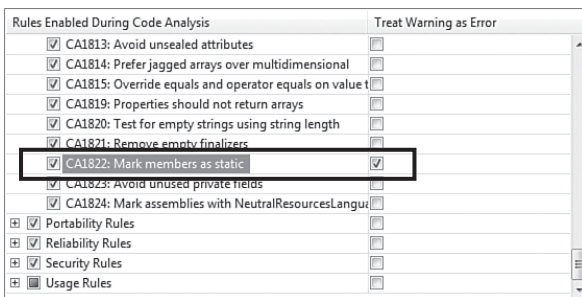 Rules Enabled During Code Analysis Treat Warning as Error
CA1813: Avoid unsealed attributes
CA1814: Prefer jagged arrays over multidimensional
CA1815: Override equals and operator equals on value t
CA1819: Properties should not return arrays
CA1820: Test for empty strings using string length
CA1821: Remove empty finalizers
CA1822: Mark members as static
CA1823: Avoid unused private fields
CA1824: Mark assemblies with NeutralResourcesLangua
Portability Rules
Reliability Rules
Security Rules
Usage Rules